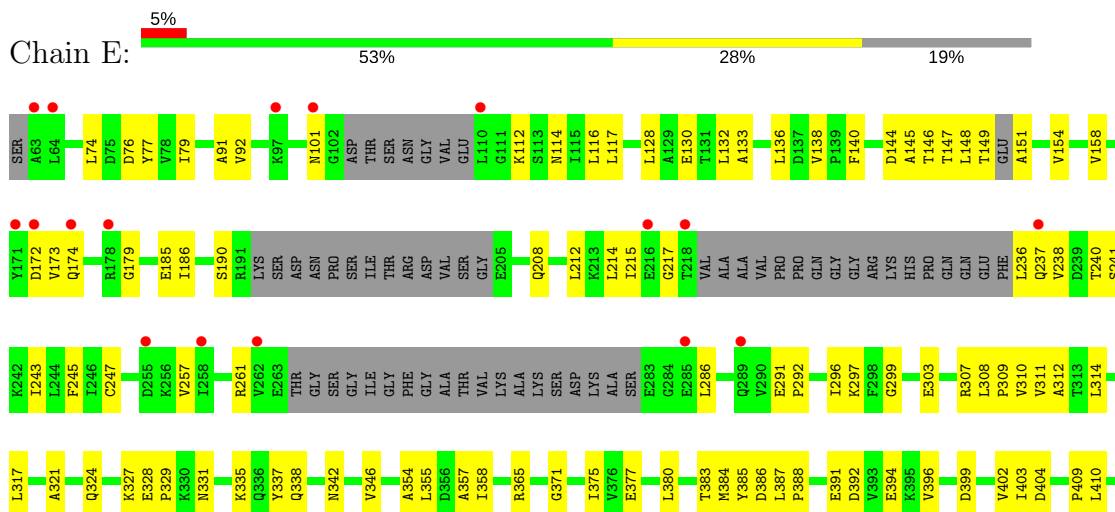 5%
Chain E:
53% 28% 19%
SER A63 L64 L74 D75 D76 Y77 V78 I79 A91 V92 K97 N101 G102 ASP THR SER ASN GLY VAL GLU L110 G111 K112 S113 N114 I115 L116 L117 L128 A129 E130 T131 L132 A133 L136 D137 V138 P139 F140 D144 A145 T146 T147 L148 T149 GLU A151 V154 V158
Y171 D172 V173 Q174 R178 G179 E185 I186 S190 R191 LYS SER ASP ASN PRO SER ILE THR ARG ASP VAL SER GLY E205 Q208 L212 K213 L214 I215 E216 G217 T218 VAL ALA ALA VAL PRO PRO GLN GLY GLY ARG LYS HIS PRO GLN GLN GLU PHE L236 Q237 V238 D239 T240 S241
K242 I243 L244 F245 I246 C247 D255 K256 V257 I258 R261 V262 E263 THR GLY SER GLY ILE GLY PHE GLY ALA THR VAL LYS ALA LYS SER ASP LYS ALA SER E283 G284 E285 L286 Q289 V290 E291 P292 I296 K297 F298 G299 E303 R307 L308 P309 V310 V311 A312 T313 L314
L317 A321 Q324 K327 E328 P329 K330 N331 K335 Q336 Y337 Q338 N342 V346 A354 L355 D356 A357 I358 R365 G371 I375 V376 E377 L380 T383 M384 Y385 D386 L387 P388 E391 D392 V393 E394 K395 V396 D399 V402 I403 D404 P409 L410